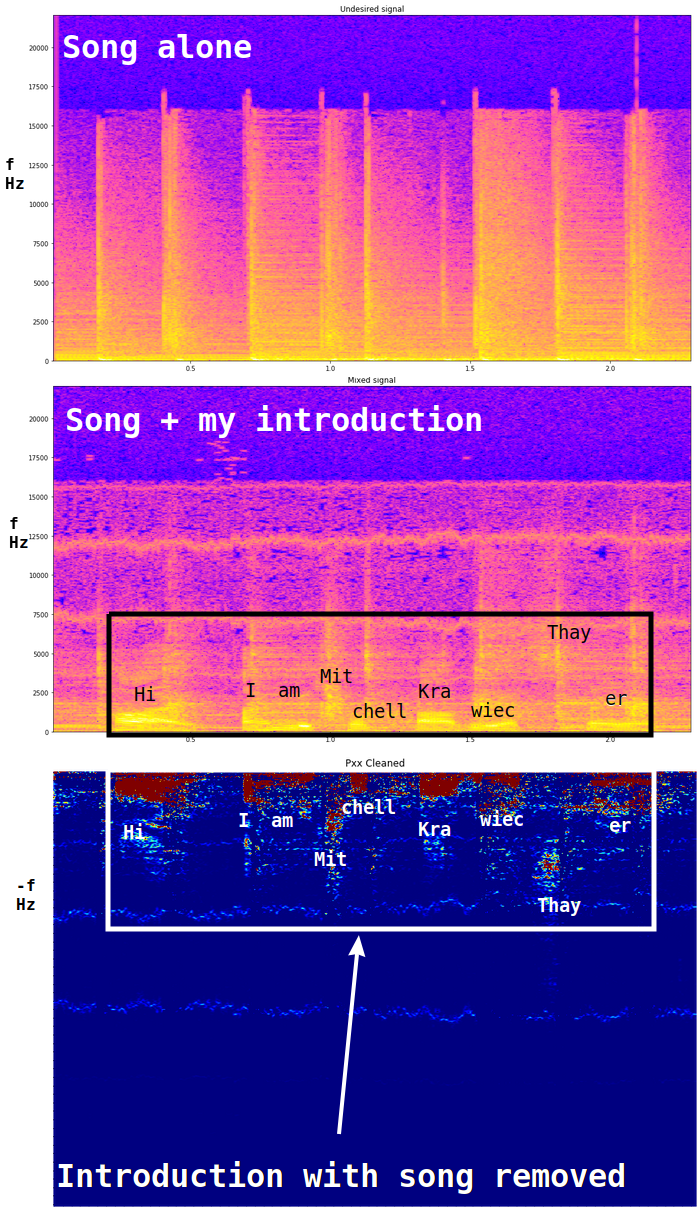 Undesired signal
Song alone
20000
17500
15000
f
Hz
12500
10000
7500
5000
2500
0
0.5 1.0 1.5 2.0
Mixed signal
Song + my introduction
20000
17500
15000
f
Hz
12500
10000
7500
Thay
5000
Mit
Hi I am Kra er
2500
chell wiec
0
0.5 1.0 1.5 2.0
Pxx Cleaned
chell
Hi I am Kra wiec er
Mit
-f
Hz
Thay
Introduction with song removed